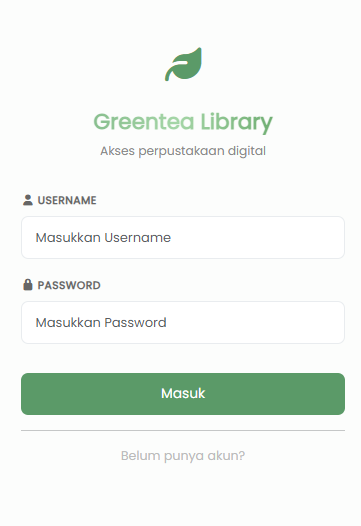 Greentea Library
Akses perpustakaan digital
USERNAME
Masukkan Username
PASSWORD
Masukkan Password
Masuk
Belum punya akun?